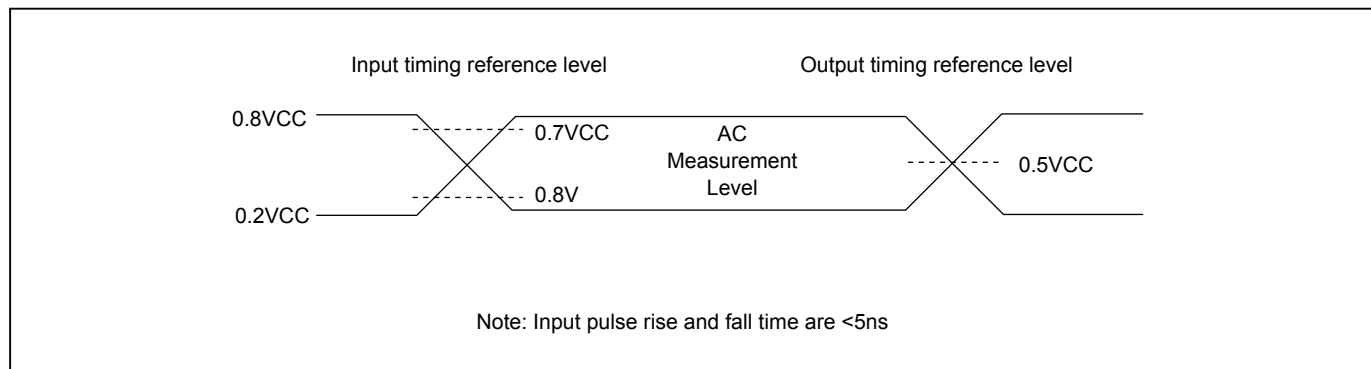 Input timing reference level
Output timing reference level
0.8VCC
0.7VCC
AC
Measurement
Level
0.5VCC
0.8V
0.2VCC
Note: Input pulse rise and fall time are <5ns